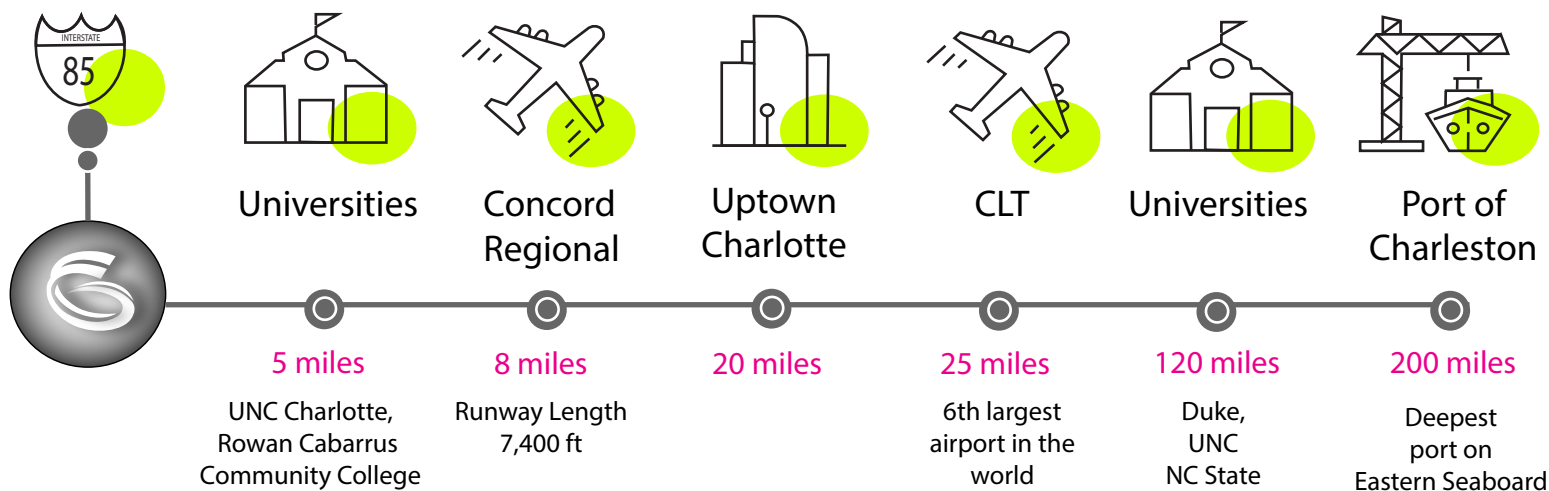 INTERSTATE
85
Universities
5 miles
UNC Charlotte,
Rowan Cabarrus
Community College
Concord
Regional
8 miles
Runway Length
7,400 ft
Uptown
Charlotte
20 miles
CLT
25 miles
6th largest
airport in the
world
Universities
120 miles
Duke,
UNC
NC State
Port of
Charleston
200 miles
Deepest
port on
Eastern Seaboard